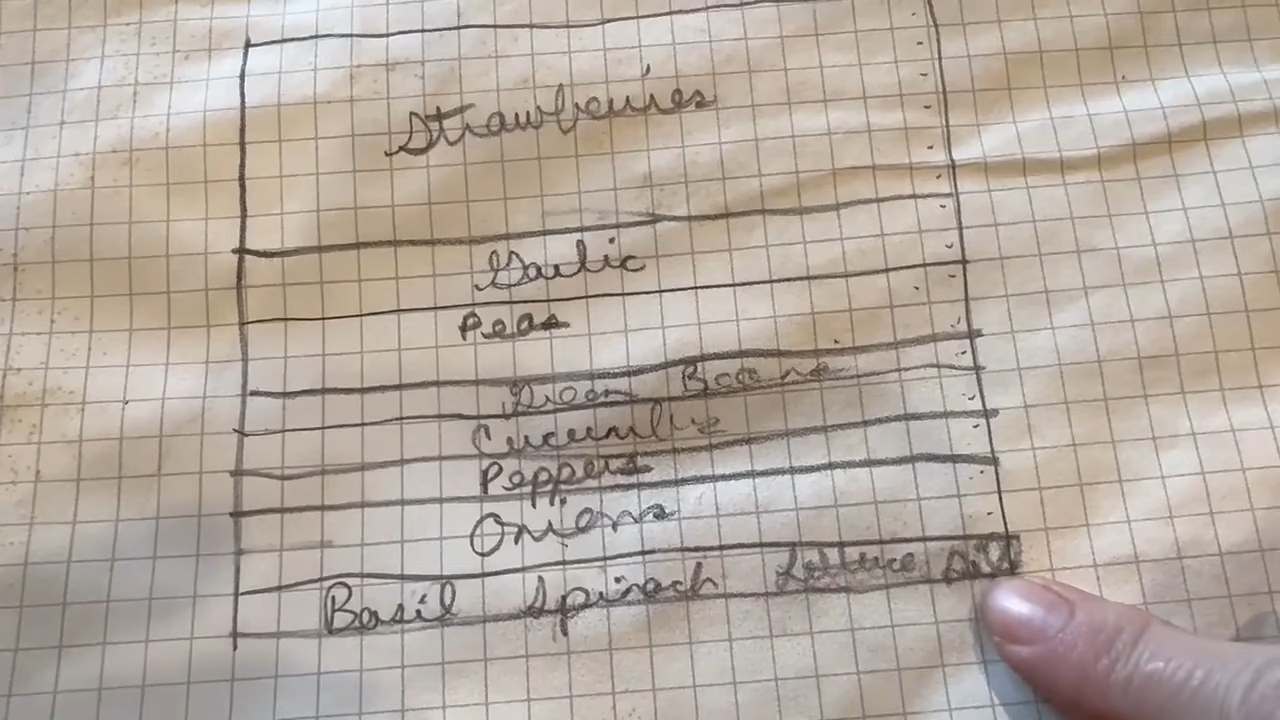 Strawberries
Garlic
Peas
Green Beans
Cucumbers
Peppers
Onions
Basil Spinach Lettuce Dill